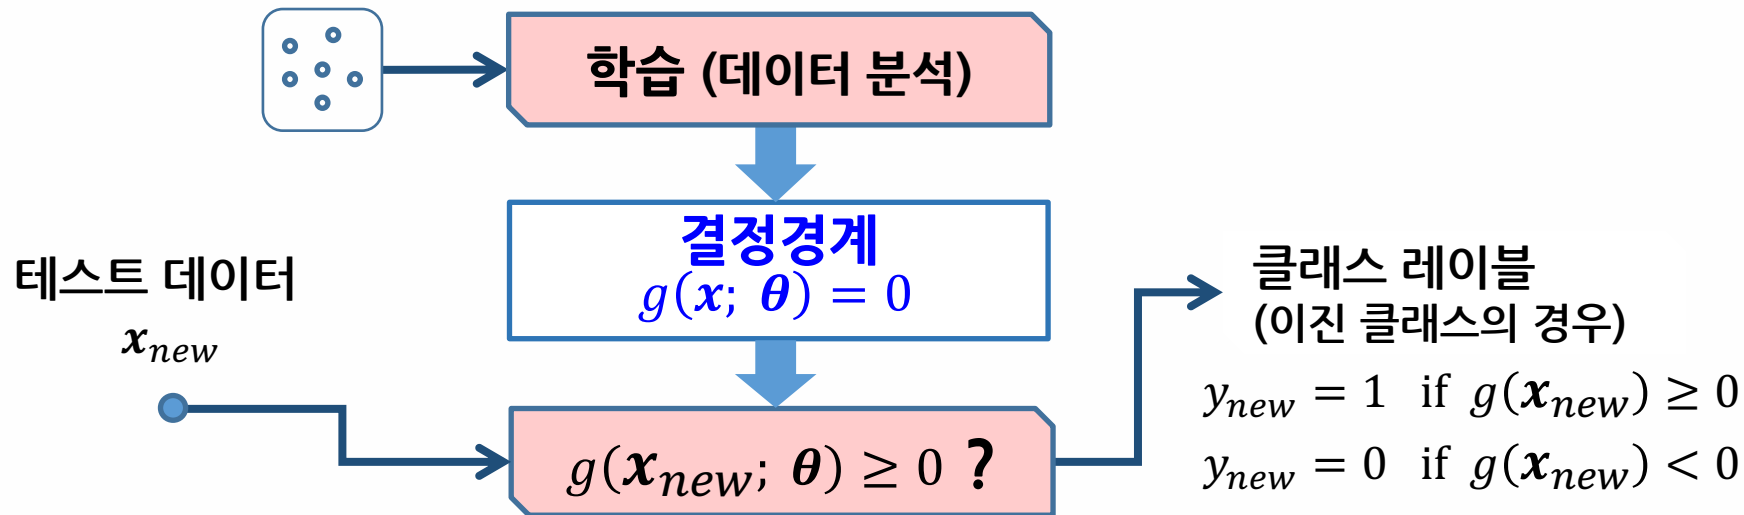 학습 (데이터 분석)
결정경계
g(x; θ) = 0
테스트 데이터
x_new
g(x_new; θ) ≥ 0 ?
클래스 레이블
(이진 클래스의 경우)
y_new = 1 if g(x_new) ≥ 0
y_new = 0 if g(x_new) < 0